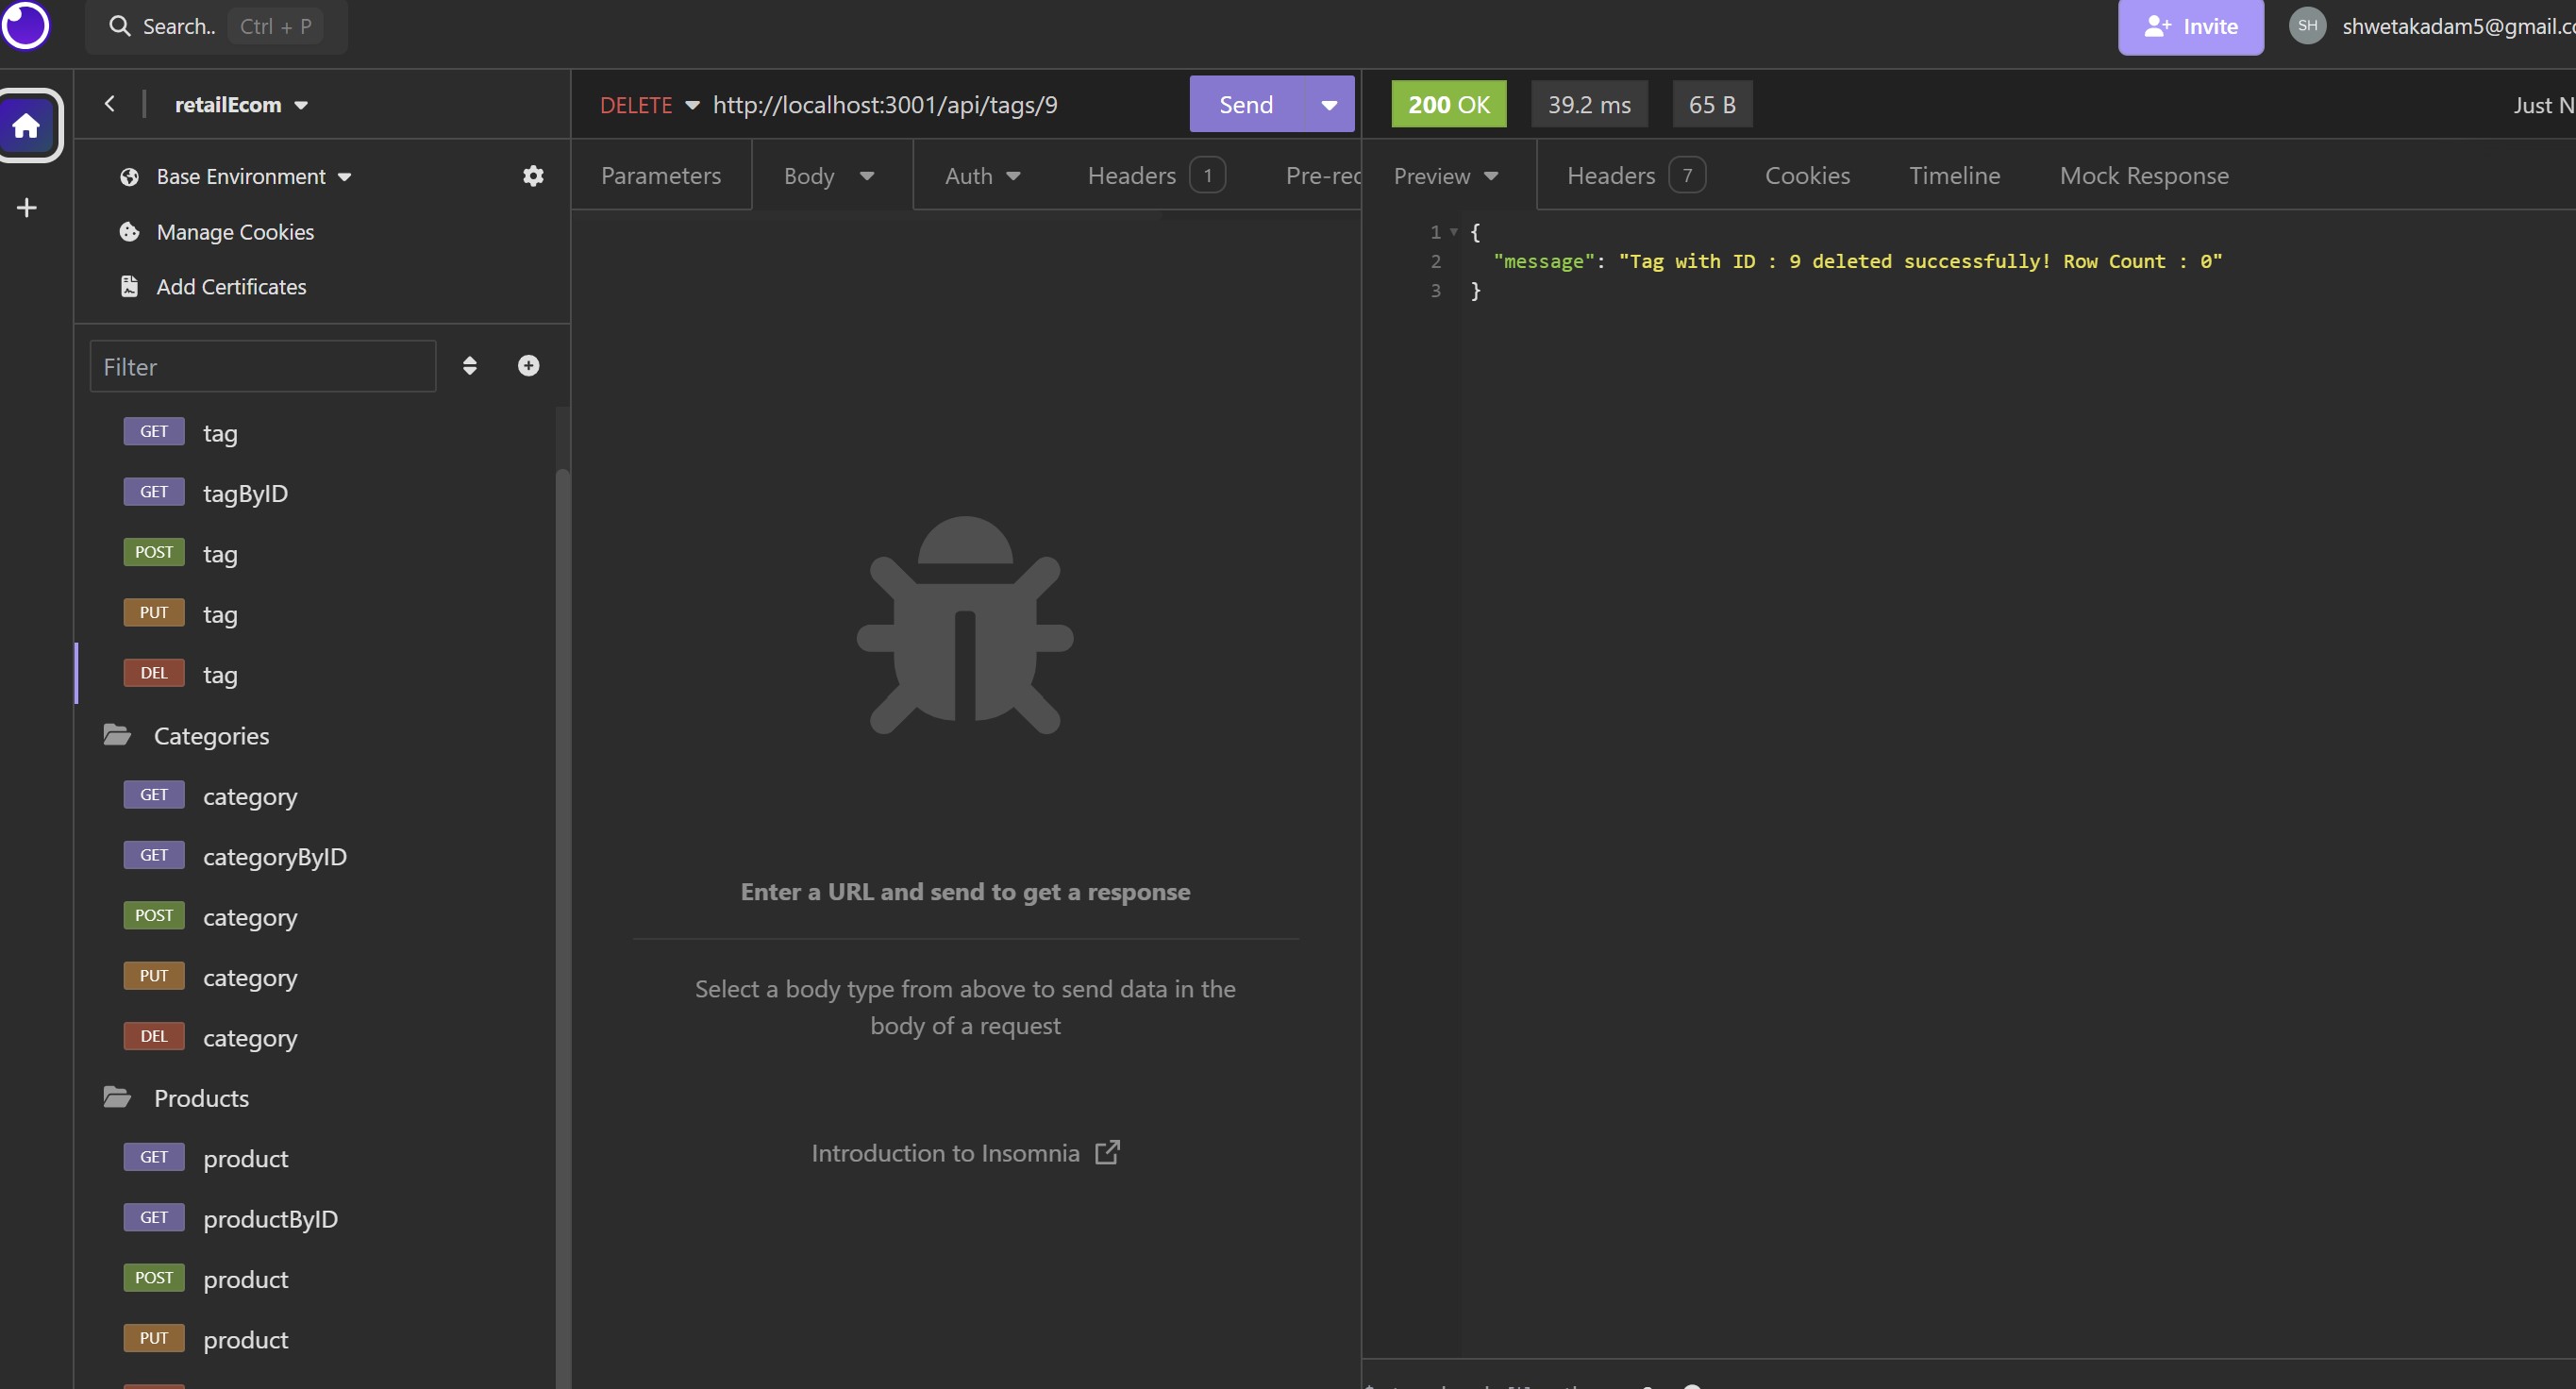 Search..
Ctrl + P
Invite
SH
retailEcom
DELETE
http://localhost:3001/api/tags/9
Send
200 OK
39.2 ms
65 B
Base Environment
Manage Cookies
Add Certificates
Parameters
Body
Auth
Headers
1
Preview
Headers
7
Cookies
Timeline
Mock Response
1 {
2 "message": "Tag with ID : 9 deleted successfully! Row Count : 0"
3 }
Filter
GET tag
GET tagByID
POST tag
PUT tag
DEL tag
Categories
GET category
GET categoryByID
POST category
PUT category
DEL category
Products
GET product
GET productByID
POST product
PUT product
Enter a URL and send to get a response
Select a body type from above to send data in the
body of a request
Introduction to Insomnia
Just